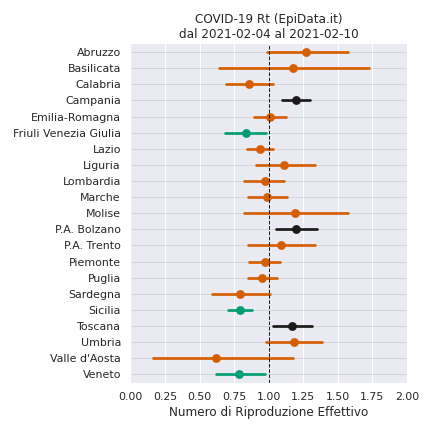 COVID-19 Rt (EpiData.it)
dal 2021-02-04 al 2021-02-10
Abruzzo
Basilicata
Calabria
Campania
Emilia-Romagna
Friuli Venezia Giulia
Lazio
Liguria
Lombardia
Marche
Molise
P.A. Bolzano
P.A. Trento
Piemonte
Puglia
Sardegna
Sicilia
Toscana
Umbria
Valle d'Aosta
Veneto
0.00 0.25 0.50 0.75 1.00 1.25 1.50 1.75 2.00
Numero di Riproduzione Effettivo